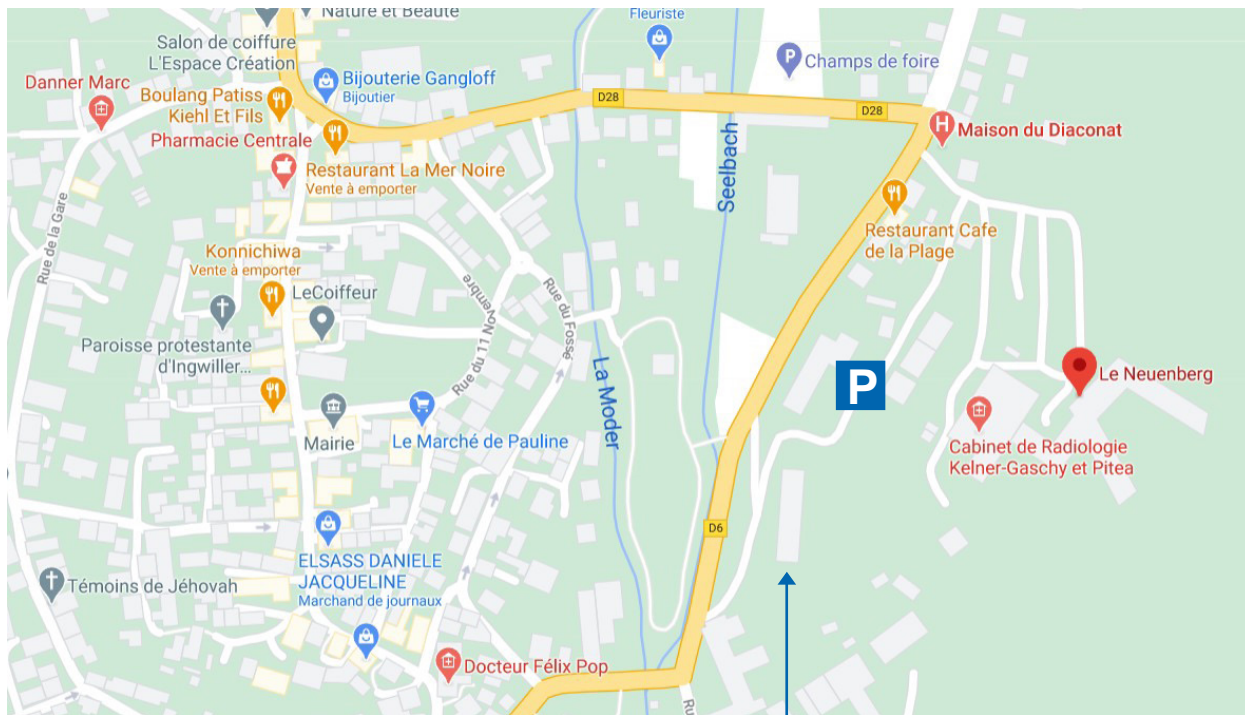 Nature et Beauté
Fleuriste
Salon de coiffure
L'Espace Création
Champs de foire
Danner Marc
Bijouterie Gangloff
Bijoutier
Boulang Patiss
Kiehl Et Fils
D28
D28
Maison du Diaconat
Pharmacie Centrale
Restaurant La Mer Noire
Vente à emporter
Seelbach
Rue de la Gare
Restaurant Cafe
de la Plage
Konnichiwa
Vente à emporter
LeCoiffeur
Rue du 11 Novembre
Rue du Fossé
Paroisse protestante
d'Ingwiller...
La Moder
P
Le Neuenberg
Mairie
Le Marché de Pauline
Cabinet de Radiologie
Kelner-Gaschy et Pitea
D6
ELSASS DANIELE
JACQUELINE
Marchand de journaux
Témoins de Jéhovah
Docteur Félix Pop
Ru